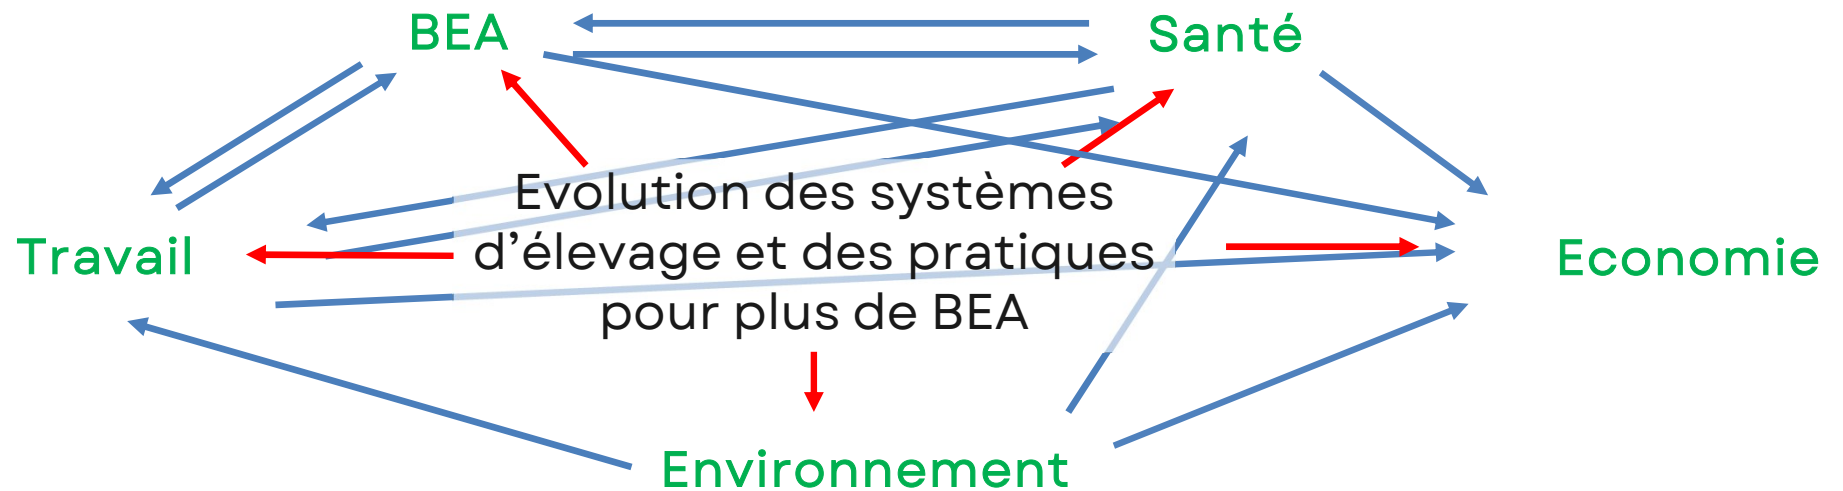 BEA
Santé
Evolution des systèmes
d’élevage et des pratiques
pour plus de BEA
Travail
Economie
Environnement